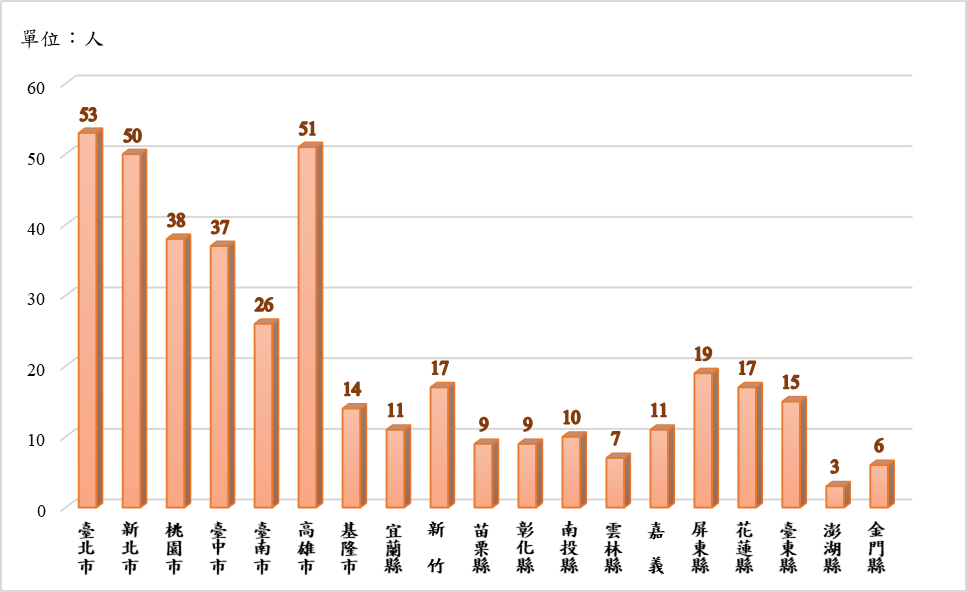 單位：人
60
50
40
30
20
10
0
53
50
38
37
26
51
14
11
17
9
9
10
7
11
19
17
15
3
6
臺北市
新北市
桃園市
臺中市
臺南市
高雄市
基隆市
宜蘭縣
新竹
苗栗縣
彰化縣
南投縣
雲林縣
嘉義
屏東縣
花蓮縣
臺東縣
澎湖縣
金門縣